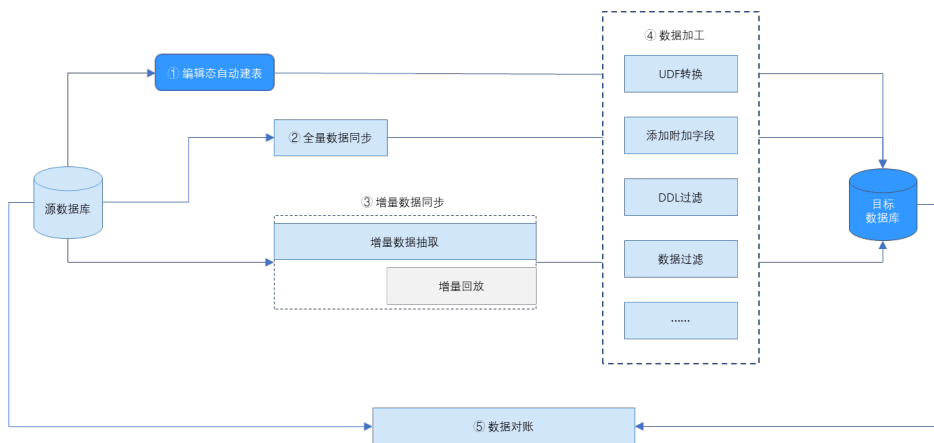 ④ 数据加工
① 编辑态自动建表
UDF转换
② 全量数据同步
添加附加字段
源数据库
③ 增量数据同步
DDL过滤
目标
数据库
增量数据抽取
数据过滤
增量回放
......
⑤ 数据对账